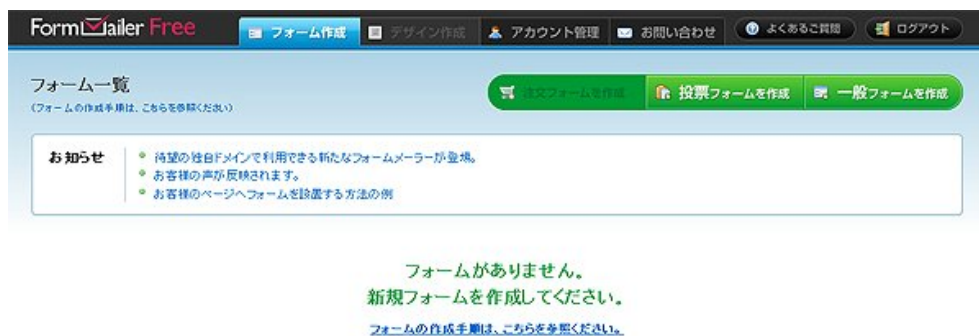 FormMailer Free
フォーム作成 デザイン作成 アカウント管理 お問い合わせ よくあるご質問 ログアウト
フォーム一覧
(フォームの作成手順は、こちらを参照ください)
注文フォームを作成 投票フォームを作成 一般フォームを作成
お知らせ
待望の独自ドメインで利用できる新たなフォームメーラーが登場。
お客様の声が反映されます。
お客様のページへフォームを設置する方法の例
フォームがありません。
新規フォームを作成してください。
フォームの作成手順は、こちらを参照ください。